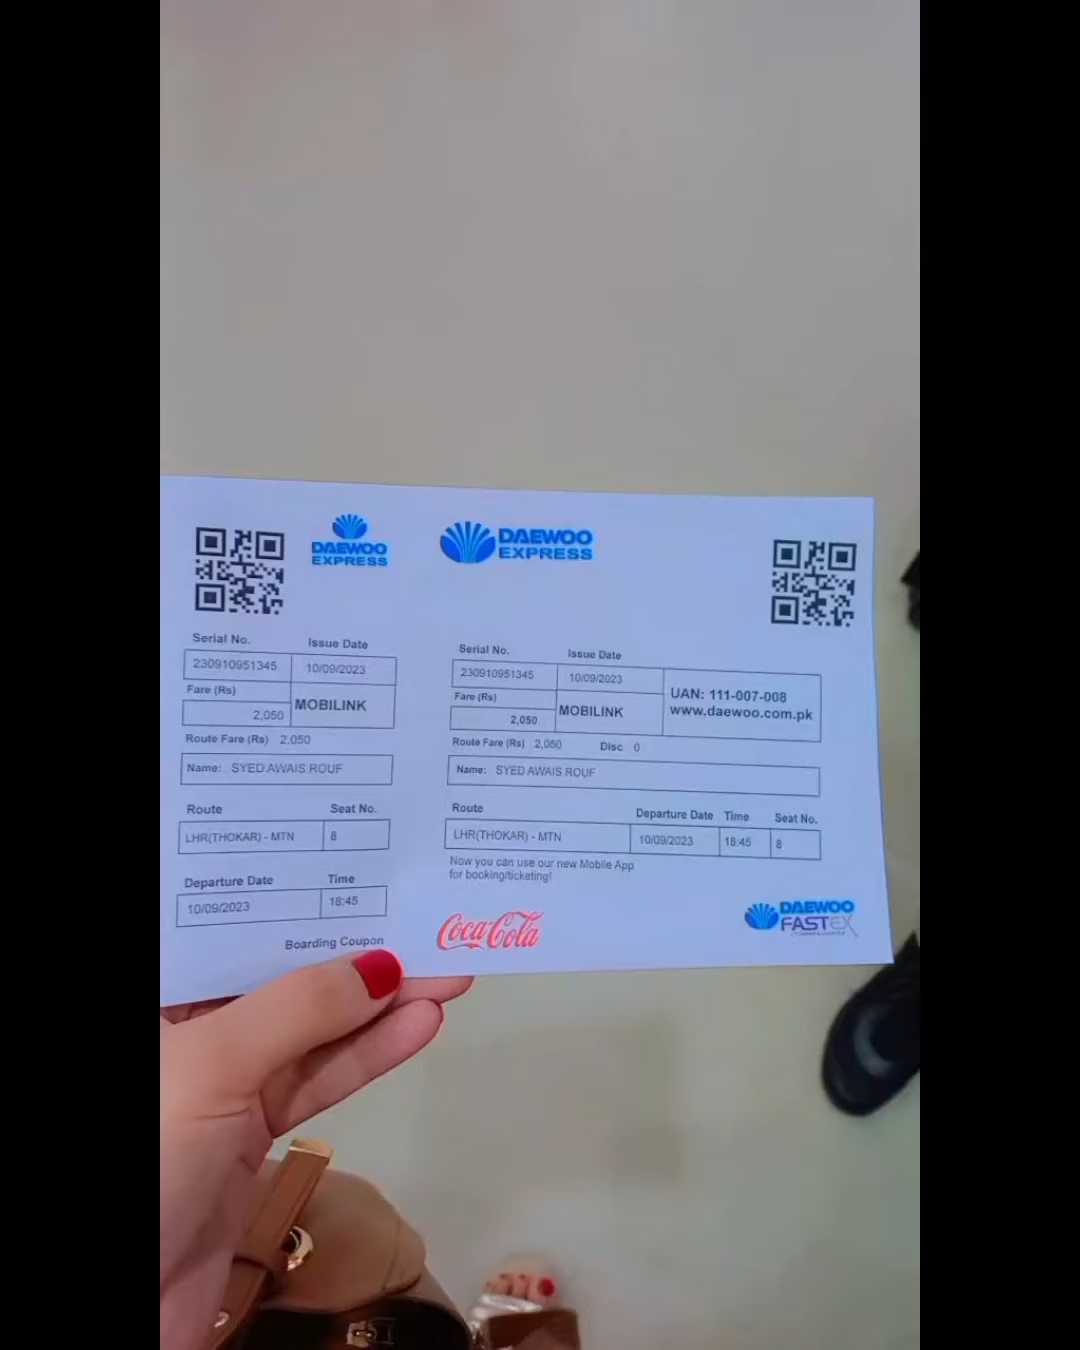 DAEWOO
EXPRESS
Serial No. Issue Date
230910951345 10/09/2023
Fare (Rs)
2,050 MOBILINK
Route Fare (Rs) 2,050
Name: SYED AWAIS ROUF
Route Seat No.
LHR(THOKAR) - MTN 8
Departure Date Time
10/09/2023 18:45
Boarding Coupon
DAEWOO
EXPRESS
Serial No. Issue Date
230910951345 10/09/2023
Fare (Rs)
2,050 MOBILINK
UAN: 111-007-008
www.daewoo.com.pk
Route Fare (Rs) 2,050 Disc 0
Name: SYED AWAIS ROUF
Route Departure Date Time Seat No.
LHR(THOKAR) - MTN 10/09/2023 18:45 8
Now you can use our new Mobile App
for booking/ticketing!
Coca-Cola
DAEWOO
FASTEX